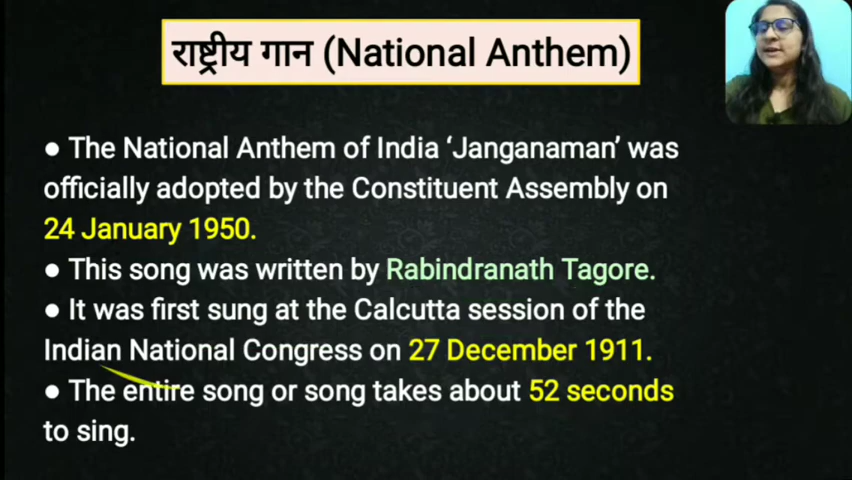 राष्ट्रीय गान (National Anthem)
● The National Anthem of India ‘Janganaman’ was
officially adopted by the Constituent Assembly on
24 January 1950.
● This song was written by Rabindranath Tagore.
● It was first sung at the Calcutta session of the
Indian National Congress on 27 December 1911.
● The entire song or song takes about 52 seconds
to sing.